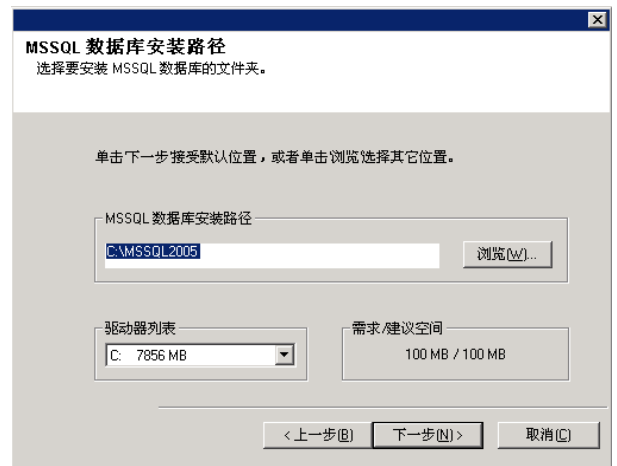 MSSQL 数据库安装路径
选择要安装 MSSQL 数据库的文件夹。
单击'下一步'接受默认位置，或者单击'浏览'选择其它位置。
MSSQL 数据库安装路径
C:\MSSQL2005
浏览(W)...
驱动器列表
需求/建议空间
C: 7856 MB
100 MB / 100 MB
<上一步(B)
下一步(N)>
取消(C)